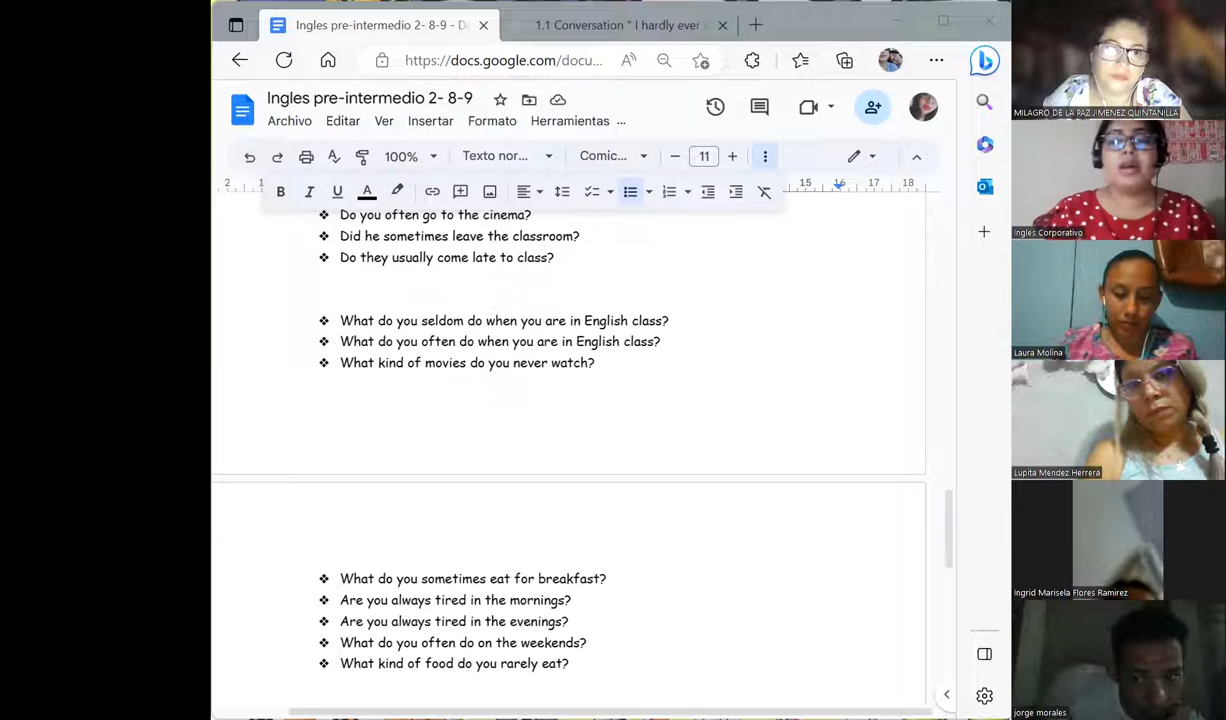 Ingles pre-intermedio 2- 8-9 - D
1.1 Conversation " I hardly ever
https://docs.google.com/docu...
Ingles pre-intermedio 2- 8-9
Archivo Editar Ver Insertar Formato Herramientas ...
100% Texto nor... Comic... 11
2 1 15 16 17 18
Do you often go to the cinema?
Did he sometimes leave the classroom?
Do they usually come late to class?
What do you seldom do when you are in English class?
What do you often do when you are in English class?
What kind of movies do you never watch?
What do you sometimes eat for breakfast?
Are you always tired in the mornings?
Are you always tired in the evenings?
What do you often do on the weekends?
What kind of food do you rarely eat?
MILAGRO DE LA PAZ JIMENEZ QUINTANILLA
Ingles Corporativo
Laura Molina
Lupita Mendez Herrera
Ingrid Marisela Flores Ramirez
jorge morales